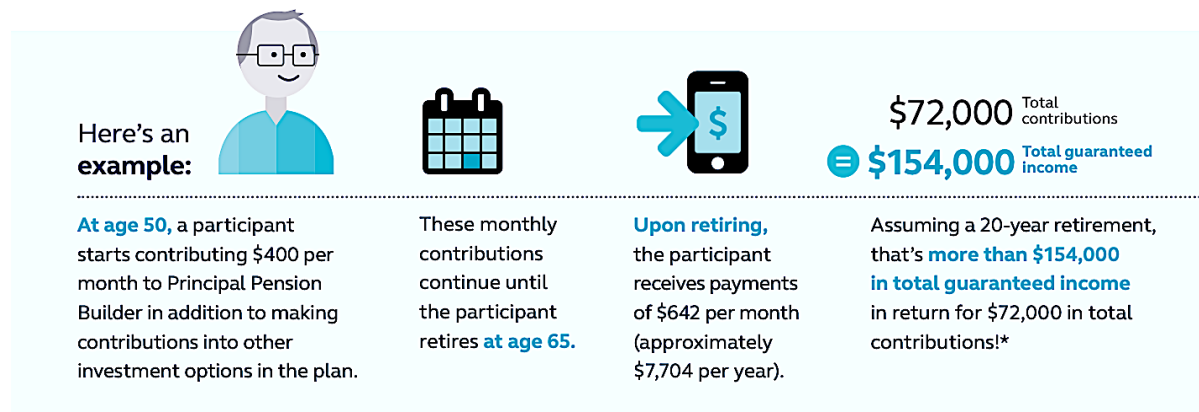 Here's an
example:
$
$72,000 Total
contributions
= $154,000 Total guaranteed
income
At age 50, a participant
starts contributing $400 per
month to Principal Pension
Builder in addition to making
contributions into other
investment options in the plan.
These monthly
contributions
continue until
the participant
retires at age 65.
Upon retiring,
the participant
receives payments
of $642 per month
(approximately
$7,704 per year).
Assuming a 20-year retirement,
that's more than $154,000
in total guaranteed income
in return for $72,000 in total
contributions!*